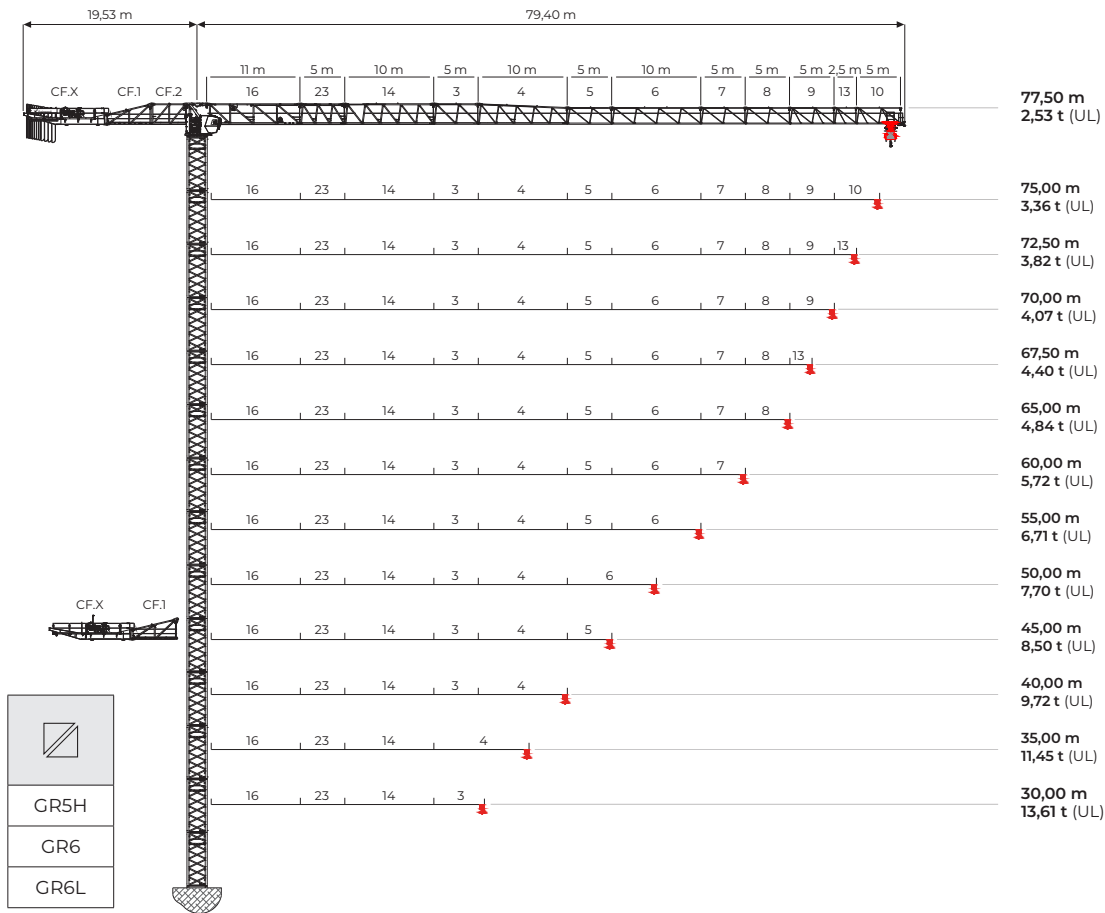 19,53 m 79,40 m
11 m 5 m 10 m 5 m 10 m 5 m 10 m 5 m 5 m 5 m 2,5 m 5 m
CF.X CF.1 CF.2 16 23 14 3 4 5 6 7 8 9 13 10
77,50 m
2,53 t (UL)
16 23 14 3 4 5 6 7 8 9 10
75,00 m
3,36 t (UL)
16 23 14 3 4 5 6 7 8 9 13
72,50 m
3,82 t (UL)
16 23 14 3 4 5 6 7 8 9
70,00 m
4,07 t (UL)
16 23 14 3 4 5 6 7 8 13
67,50 m
4,40 t (UL)
16 23 14 3 4 5 6 7 8
65,00 m
4,84 t (UL)
16 23 14 3 4 5 6 7
60,00 m
5,72 t (UL)
16 23 14 3 4 5 6
55,00 m
6,71 t (UL)
16 23 14 3 4 6
50,00 m
7,70 t (UL)
CF.X CF.1
16 23 14 3 4 5
45,00 m
8,50 t (UL)
16 23 14 3 4
40,00 m
9,72 t (UL)
16 23 14 4
35,00 m
11,45 t (UL)
16 23 14 3
30,00 m
13,61 t (UL)
GR5H
GR6
GR6L